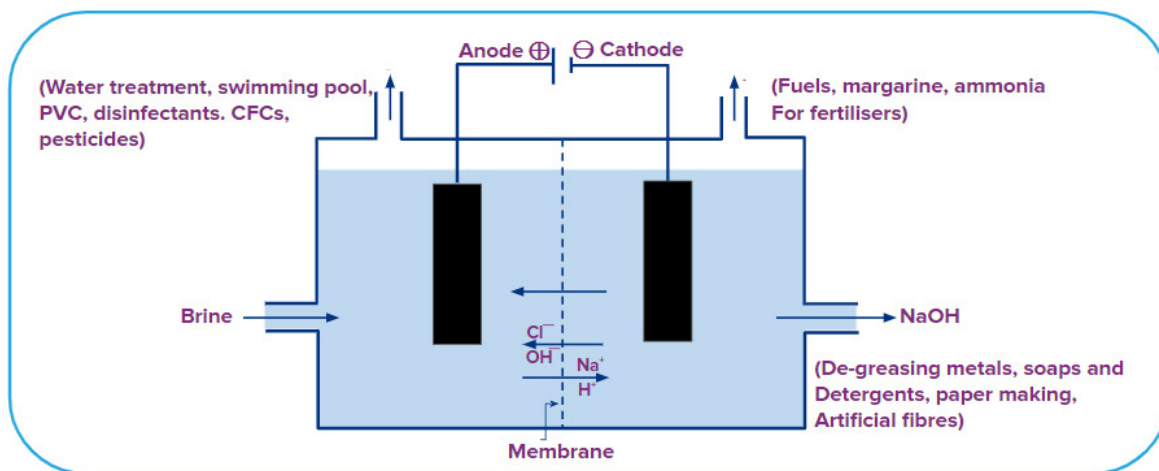 Anode ⊕ ⊖ Cathode
(Water treatment, swimming pool,
PVC, disinfectants. CFCs,
pesticides)
(Fuels, margarine, ammonia
For fertilisers)
Brine
Cl⁻
OH⁻
Na⁺
H⁺
NaOH
(De-greasing metals, soaps and
Detergents, paper making,
Artificial fibres)
Membrane